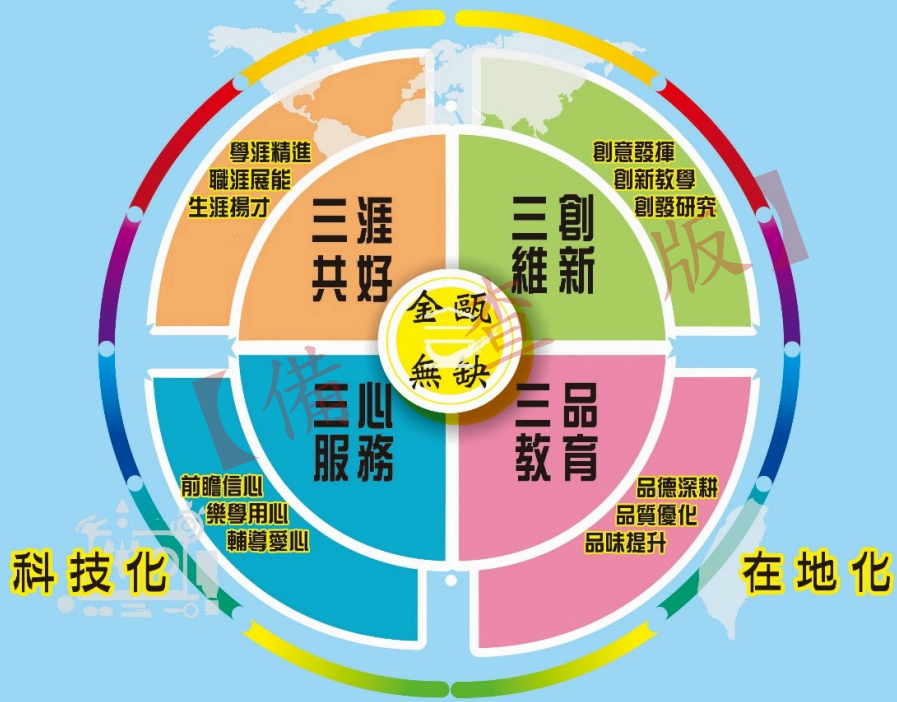 學涯精進
職涯展能
生涯揚才
三涯
共好
創意發揮
創新教學
創發研究
三創
維新
金甌
無缺
三心
服務
前瞻信心
樂學用心
輔導愛心
三品
教育
品德深耕
品質優化
品味提升
科技化
在地化
【備查版】